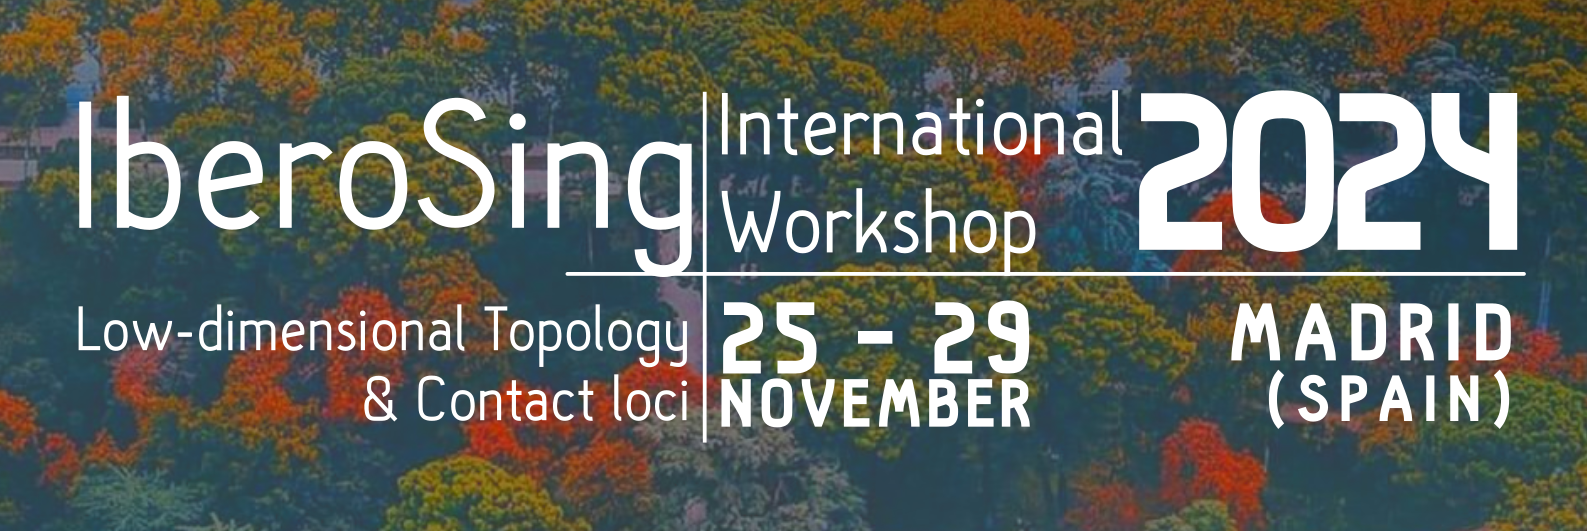 IberoSing
International
Workshop
2024
Low-dimensional Topology
& Contact loci
25 - 29
NOVEMBER
MADRID
(SPAIN)